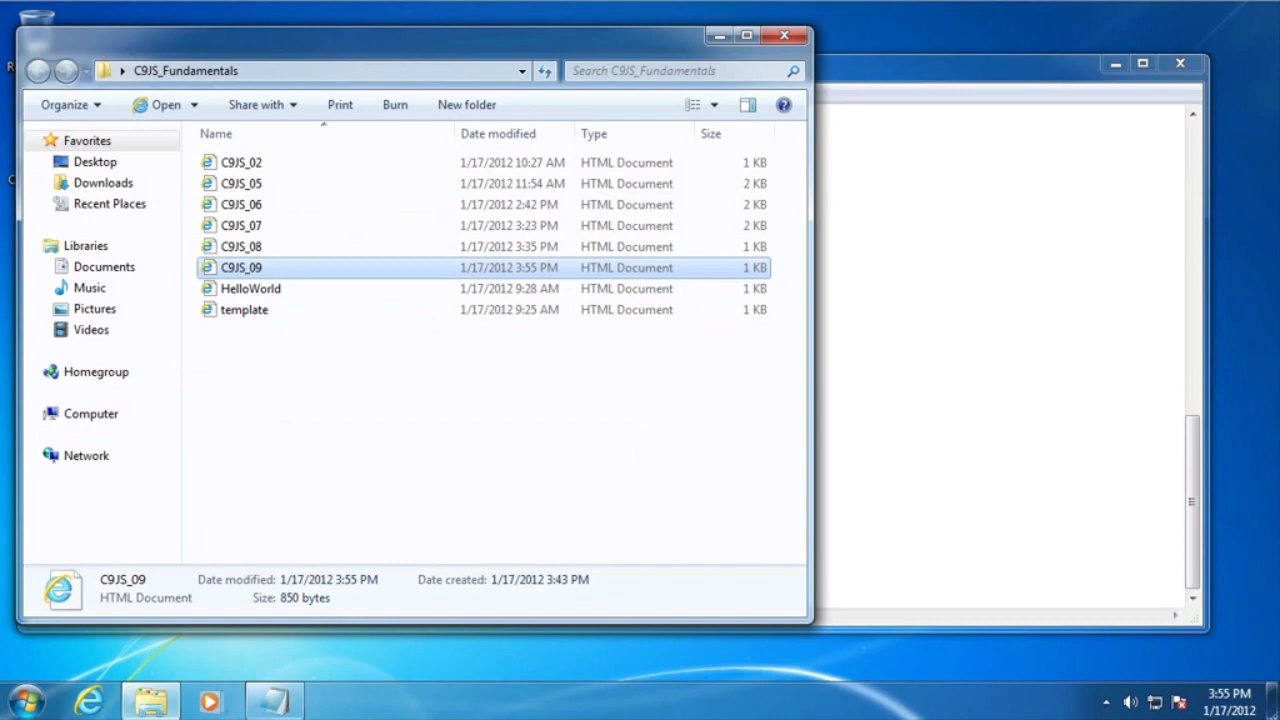 R
C9JS_Fundamentals
Search C9JS_Fundamentals
Organize Open Share with Print Burn New folder
Favorites
Desktop
Downloads
Recent Places
Libraries
Documents
Music
Pictures
Videos
Homegroup
Computer
Network
Name Date modified Type Size
C9JS_02 1/17/2012 10:27 AM HTML Document 1 KB
C9JS_05 1/17/2012 11:54 AM HTML Document 2 KB
C9JS_06 1/17/2012 2:42 PM HTML Document 2 KB
C9JS_07 1/17/2012 3:23 PM HTML Document 2 KB
C9JS_08 1/17/2012 3:35 PM HTML Document 1 KB
C9JS_09 1/17/2012 3:55 PM HTML Document 1 KB
HelloWorld 1/17/2012 9:28 AM HTML Document 1 KB
template 1/17/2012 9:25 AM HTML Document 1 KB
C9JS_09 Date modified: 1/17/2012 3:55 PM Date created: 1/17/2012 3:43 PM
HTML Document Size: 850 bytes
3:55 PM
1/17/2012